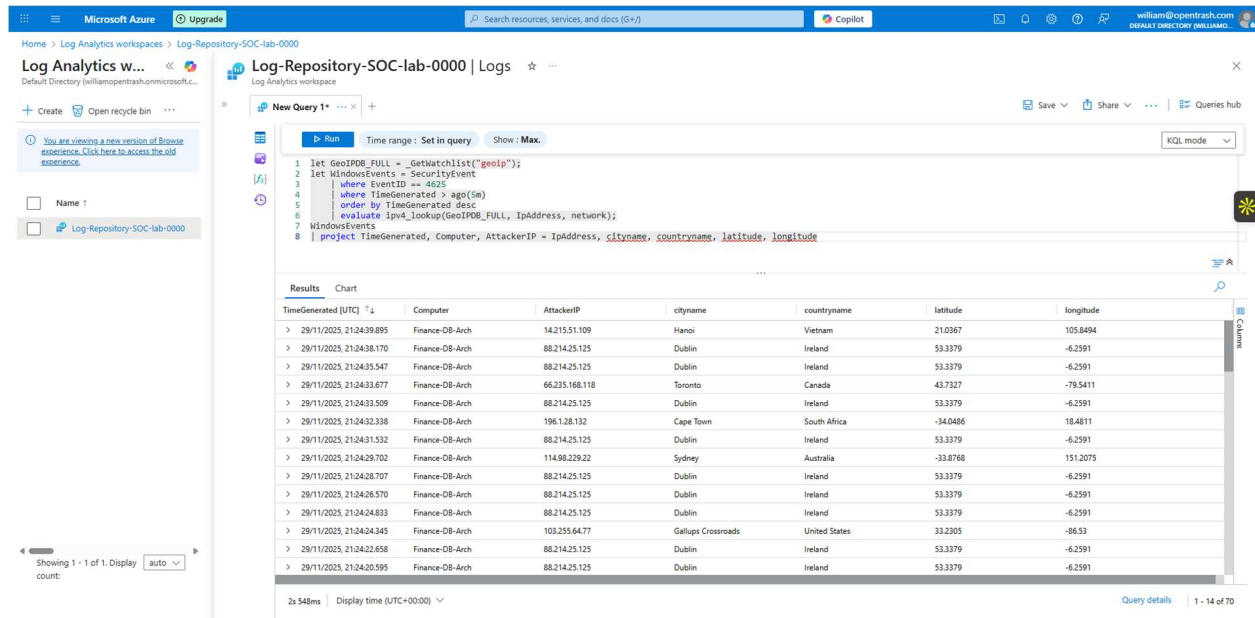 Microsoft Azure
Upgrade
Search resources, services, and docs (G+/)
Copilot
william@opentrash.com
DEFAULT DIRECTORY (WILLIAMO...
Home > Log Analytics workspaces > Log-Repository-SOC-lab-0000
Log Analytics w...
Default Directory (williamopentrash.onmicrosoft.c...
Log-Repository-SOC-lab-0000 | Logs
Log Analytics workspace
+ Create Open recycle bin ...
You are viewing a new version of Browse
experience. Click here to access the old
experience.
Name ↑
Log-Repository-SOC-lab-0000
Showing 1 - 1 of 1. Display
count:
auto
New Query 1* ... × +
Save Share ... Queries hub
Run Time range : Set in query Show : Max. KQL mode
1 let GeoIPDB_FULL = _GetWatchlist("geoip");
2 let WindowsEvents = SecurityEvent
3 | where EventID == 4625
4 | where TimeGenerated > ago(5m)
5 | order by TimeGenerated desc
6 | evaluate ipv4_lookup(GeoIPDB_FULL, IpAddress, network);
7 WindowsEvents
8 | project TimeGenerated, Computer, AttackerIP = IpAddress, cityname, countryname, latitude, longitude
Results Chart
TimeGenerated [UTC] ↑↓ Computer AttackerIP cityname countryname latitude longitude
Columns
> 29/11/2025, 21:24:39.895 Finance-DB-Arch 14.215.51.109 Hanoi Vietnam 21.0367 105.8494
> 29/11/2025, 21:24:38.170 Finance-DB-Arch 88.214.25.125 Dublin Ireland 53.3379 -6.2591
> 29/11/2025, 21:24:35.547 Finance-DB-Arch 88.214.25.125 Dublin Ireland 53.3379 -6.2591
> 29/11/2025, 21:24:33.677 Finance-DB-Arch 66.235.168.118 Toronto Canada 43.7327 -79.5411
> 29/11/2025, 21:24:33.509 Finance-DB-Arch 88.214.25.125 Dublin Ireland 53.3379 -6.2591
> 29/11/2025, 21:24:32.338 Finance-DB-Arch 196.1.28.132 Cape Town South Africa -34.0486 18.4811
> 29/11/2025, 21:24:31.532 Finance-DB-Arch 88.214.25.125 Dublin Ireland 53.3379 -6.2591
> 29/11/2025, 21:24:29.702 Finance-DB-Arch 114.98.229.22 Sydney Australia -33.8768 151.2075
> 29/11/2025, 21:24:28.707 Finance-DB-Arch 88.214.25.125 Dublin Ireland 53.3379 -6.2591
> 29/11/2025, 21:24:26.570 Finance-DB-Arch 88.214.25.125 Dublin Ireland 53.3379 -6.2591
> 29/11/2025, 21:24:24.833 Finance-DB-Arch 88.214.25.125 Dublin Ireland 53.3379 -6.2591
> 29/11/2025, 21:24:24.345 Finance-DB-Arch 103.255.64.77 Gallups Crossroads United States 33.2305 -86.53
> 29/11/2025, 21:24:22.658 Finance-DB-Arch 88.214.25.125 Dublin Ireland 53.3379 -6.2591
> 29/11/2025, 21:24:20.595 Finance-DB-Arch 88.214.25.125 Dublin Ireland 53.3379 -6.2591
2s 548ms Display time (UTC+00:00) Query details 1 - 14 of 70